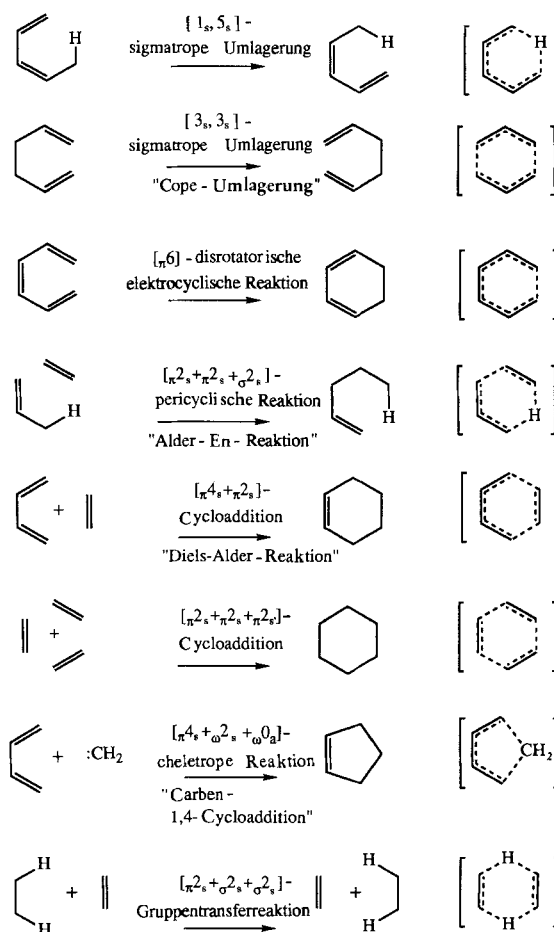 [ 1s, 5s ] -
H
sigmatrope Umlagerung
H
H
[ 3s, 3s ] -
sigmatrope Umlagerung
"Cope - Umlagerung"
[π6] - disrotatorische
elektrocyclische Reaktion
[π2s+π2s+σ2s]-
pericyclische Reaktion
H
H
H
"Alder - En - Reaktion"
[π4s+π2s]-
+
Cycloaddition
"Diels-Alder-Reaktion"
[π2s+π2s+π2s]-
+
Cycloaddition
[π4s+ω2s+ω0a]-
+ :CH2
cheletrope Reaktion
CH2
"Carben -
1,4- Cycloaddition"
H
H
H
+
[π2s+σ2s+σ2s]-
+
Gruppentransferreaktion
H
H
H